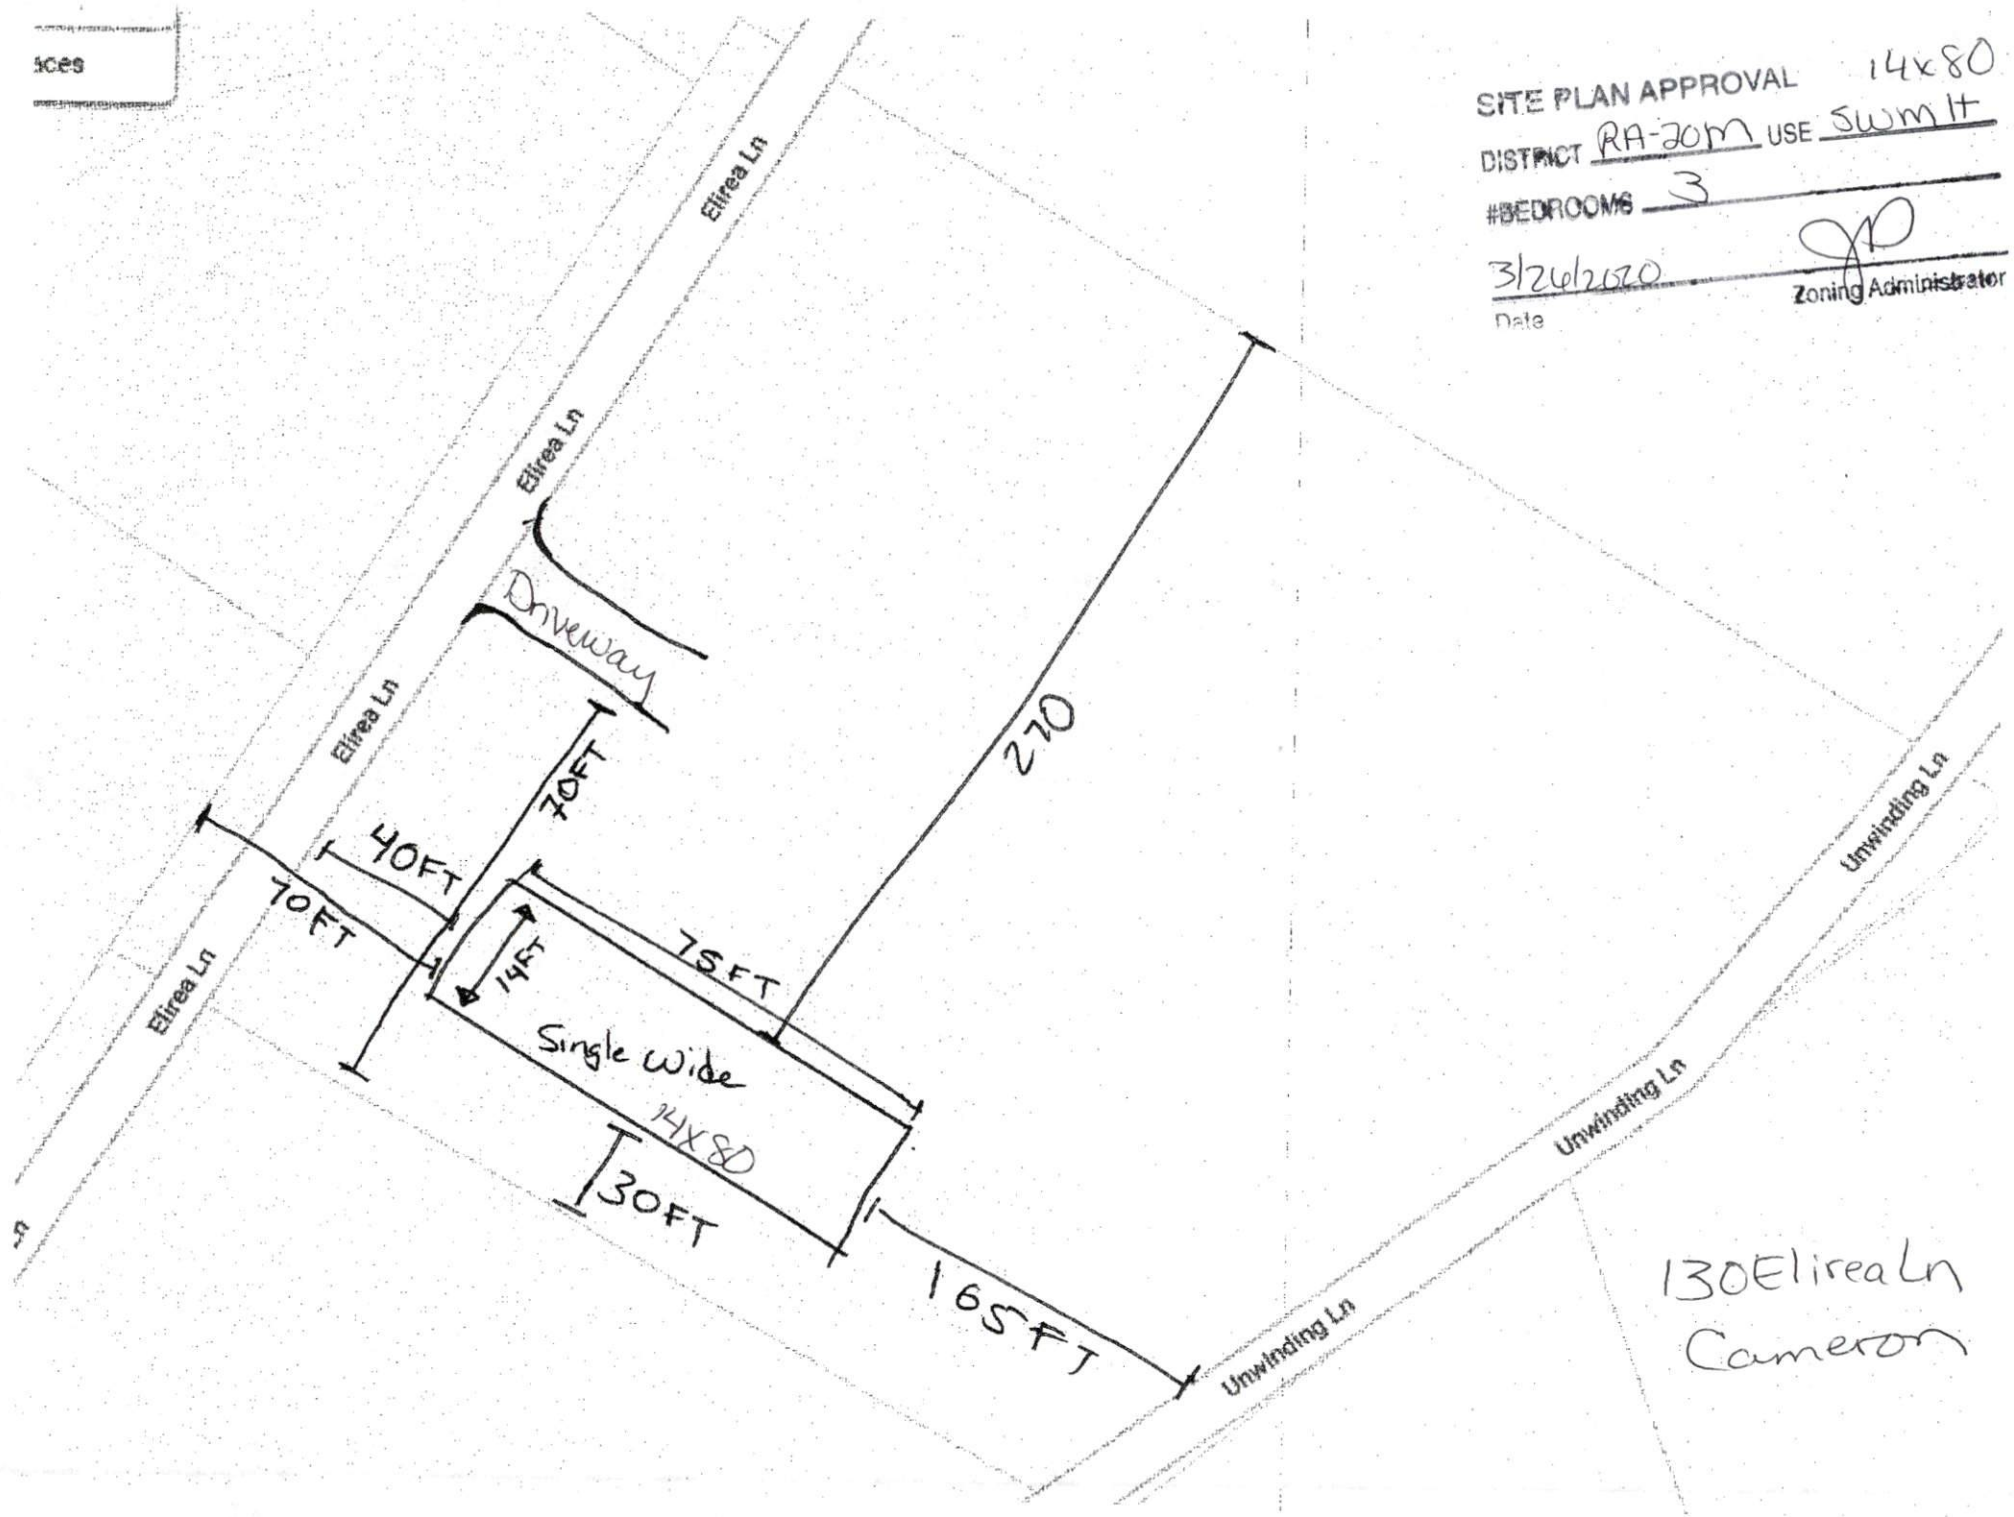 ices
SITE PLAN APPROVAL 14x80
DISTRICT RA-20M USE SWMH
#BEDROOMS 3
3/26/2020
Date
Zoning Administrator
Elirea Ln
Elirea Ln
Driveway
Elirea Ln
70FT
270
40FT
70FT
75FT
14FT
Elirea Ln
Single Wide
14x80
30FT
165FT
Unwinding Ln
Unwinding Ln
Unwinding Ln
130 Elirea Ln
Cameron